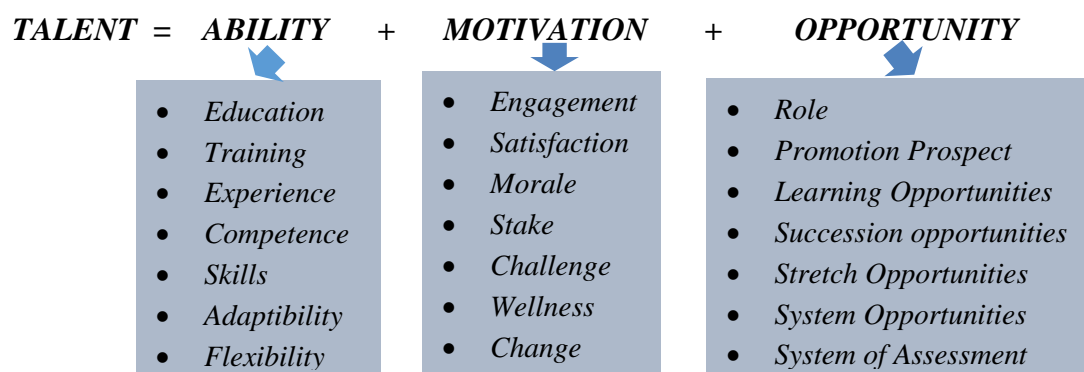 TALENT = ABILITY + MOTIVATION + OPPORTUNITY
• Education
• Training
• Experience
• Competence
• Skills
• Adaptibility
• Flexibility
• Engagement
• Satisfaction
• Morale
• Stake
• Challenge
• Wellness
• Change
• Role
• Promotion Prospect
• Learning Opportunities
• Succession opportunities
• Stretch Opportunities
• System Opportunities
• System of Assessment